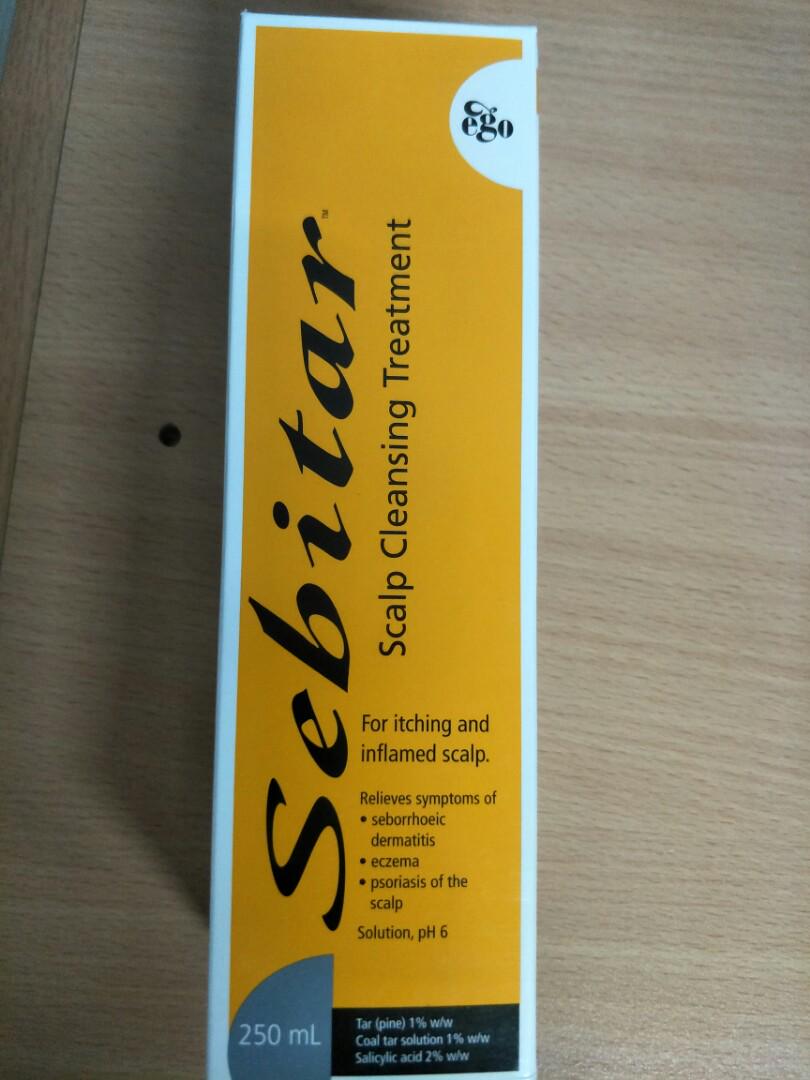 ego
Sebitar™
Scalp Cleansing Treatment
For itching and
inflamed scalp.
Relieves symptoms of
• seborrhoeic
dermatitis
• eczema
• psoriasis of the
scalp
Solution, pH 6
250 mL
Tar (pine) 1% w/w
Coal tar solution 1% w/w
Salicylic acid 2% w/w